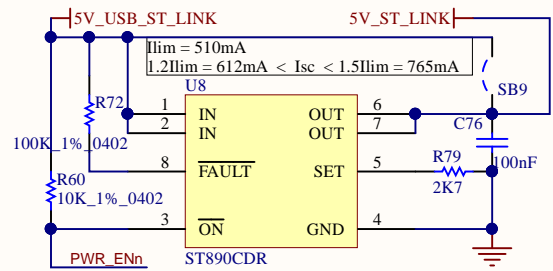 5V_USB_ST_LINK
5V_ST_LINK
Ilim = 510mA
1.2Ilim = 612mA < Isc < 1.5Ilim = 765mA
SB9
U8
R72
100K_1%_0402
1 IN OUT 6
2 IN OUT 7
C76
100nF
8 FAULT SET 5
R79
2K7
R60
10K_1%_0402
3 ON GND 4
PWR_ENn
ST890CDR